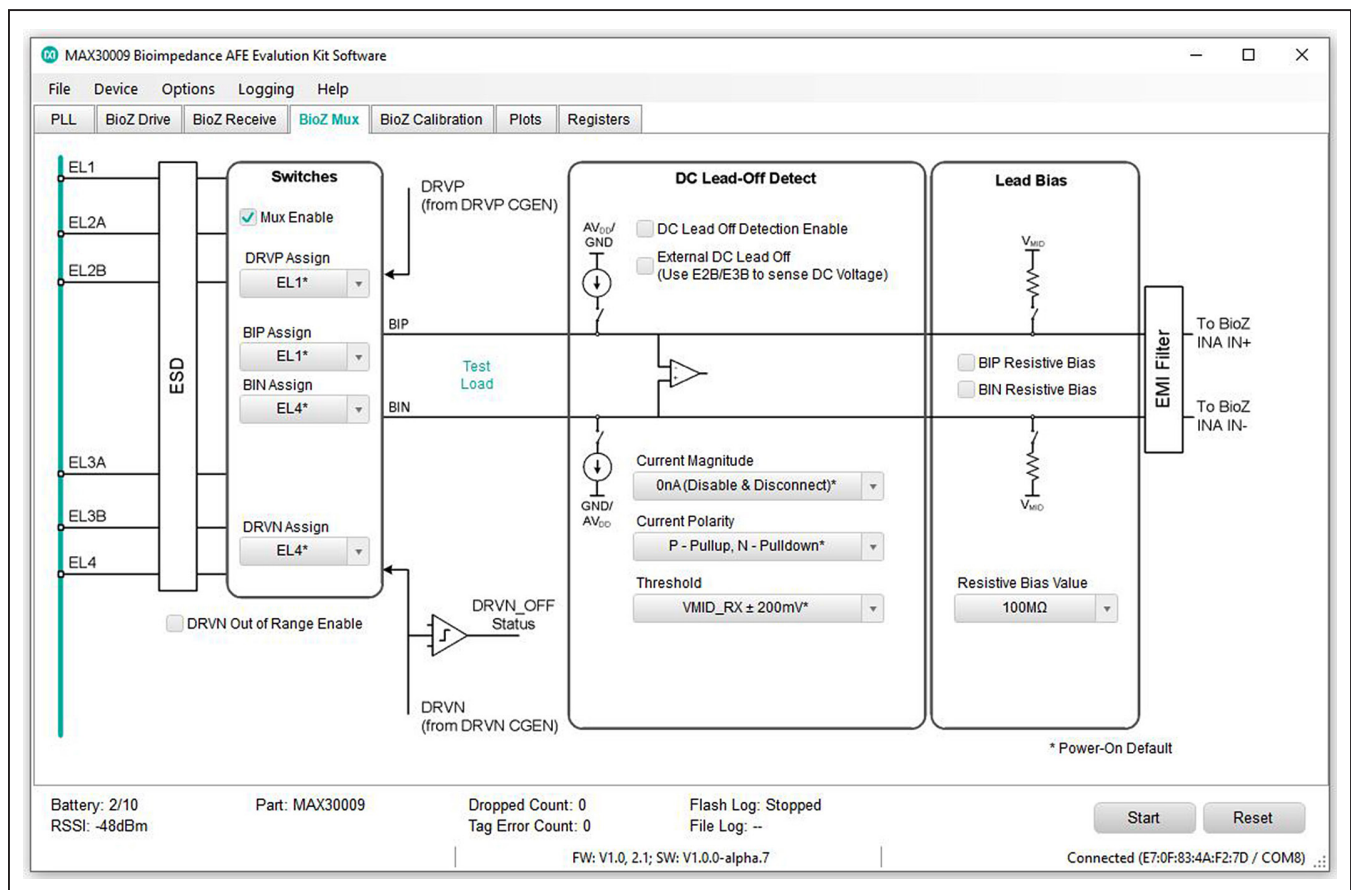 MAX30009 Bioimpedance AFE Evalution Kit Software
File Device Options Logging Help
PLL BioZ Drive BioZ Receive BioZ Mux BioZ Calibration Plots Registers
EL1
EL2A
EL2B
EL3A
EL3B
EL4
ESD
Switches
Mux Enable
DRVP Assign
EL1*
BIP Assign
EL1*
BIN Assign
EL4*
DRVN Assign
EL4*
DRVN Out of Range Enable
DRVP
(from DRVP CGEN)
BIP
Test
Load
BIN
DRVN_OFF
Status
DRVN
(from DRVN CGEN)
DC Lead-Off Detect
AVDD/
GND
DC Lead Off Detection Enable
External DC Lead Off
(Use E2B/E3B to sense DC Voltage)
-
+
GND/
AVDD
Current Magnitude
0nA (Disable & Disconnect)*
Current Polarity
P - Pullup, N - Pulldown*
Threshold
VMID_RX ± 200mV*
Lead Bias
VMID
BIP Resistive Bias
BIN Resistive Bias
VMID
Resistive Bias Value
100MΩ
EMI Filter
To BioZ
INA IN+
To BioZ
INA IN-
* Power-On Default
Battery: 2/10 Part: MAX30009 Dropped Count: 0 Flash Log: Stopped
RSSI: -48dBm Tag Error Count: 0 File Log: --
Start Reset
FW: V1.0, 2.1; SW: V1.0.0-alpha.7 Connected (E7:0F:83:4A:F2:7D / COM8)